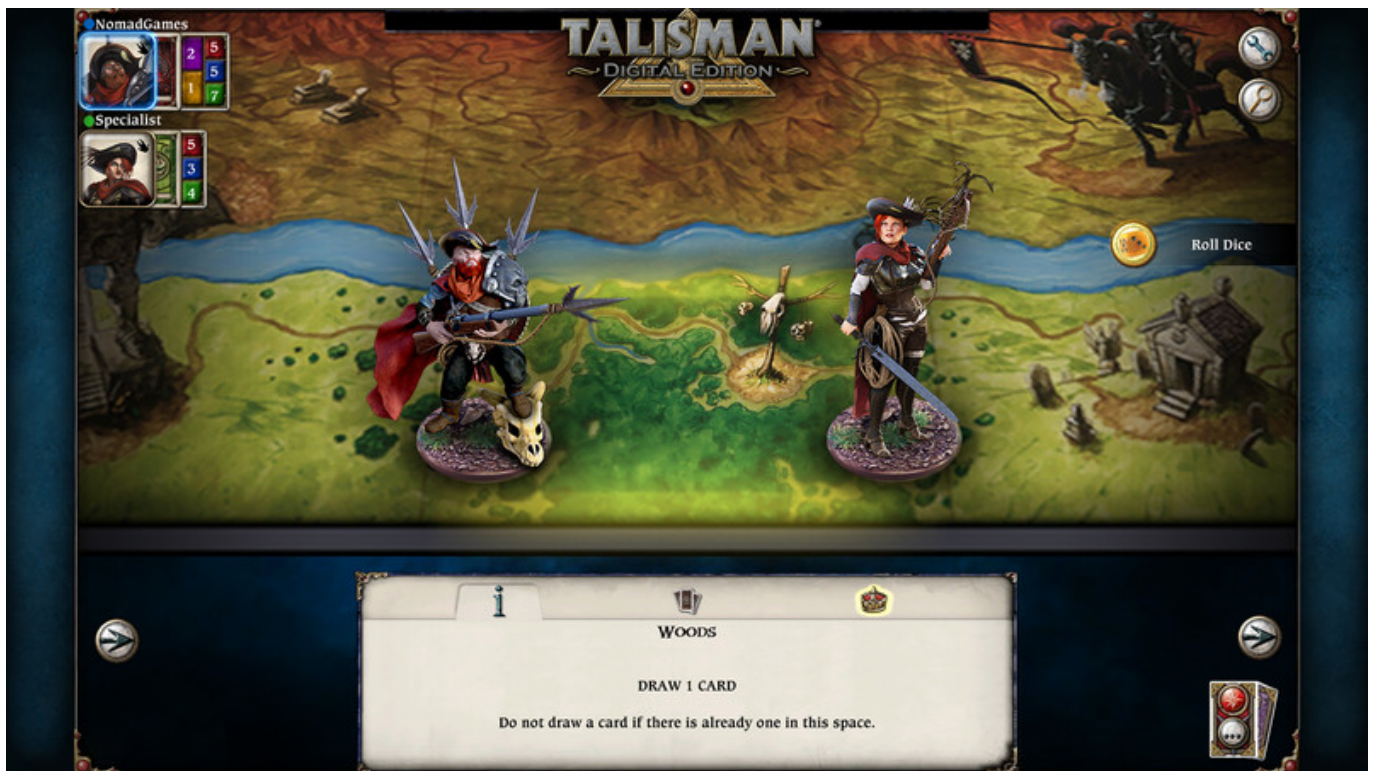 NomadGames
2 5
5
1
7
Specialist
5
3
4
TALISMAN®
DIGITAL EDITION
Roll Dice
i
WOODS
DRAW 1 CARD
Do not draw a card if there is already one in this space.